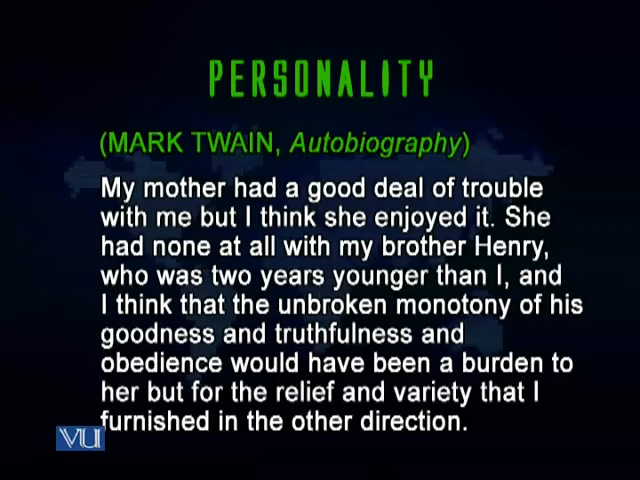 PERSONALITY
(MARK TWAIN, Autobiography)
My mother had a good deal of trouble
with me but I think she enjoyed it. She
had none at all with my brother Henry,
who was two years younger than I, and
I think that the unbroken monotony of his
goodness and truthfulness and
obedience would have been a burden to
her but for the relief and variety that I
furnished in the other direction.
VU